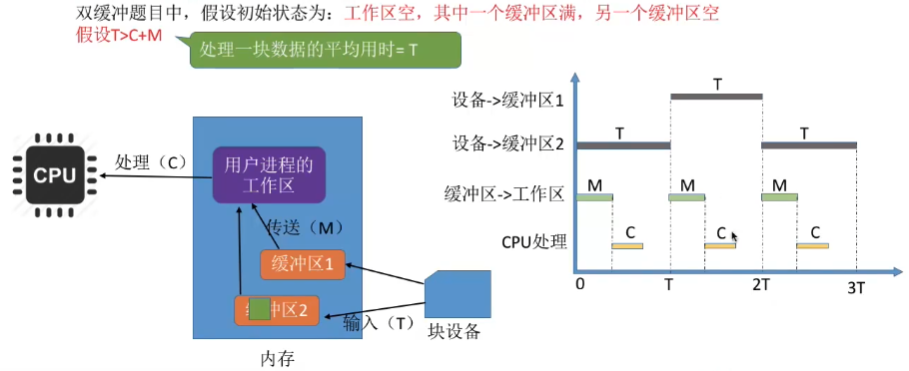 双缓冲题目中，假设初始状态为：工作区空，其中一个缓冲区满，另一个缓冲区空
假设T>C+M
处理一块数据的平均用时= T
CPU
处理（C）
用户进程的
工作区
传送（M）
缓冲区1
冲区2
输入（T）
块设备
内存
设备->缓冲区1
T
设备->缓冲区2
T
T
缓冲区->工作区
M
M
M
CPU处理
C
C
C
0
T
2T
3T